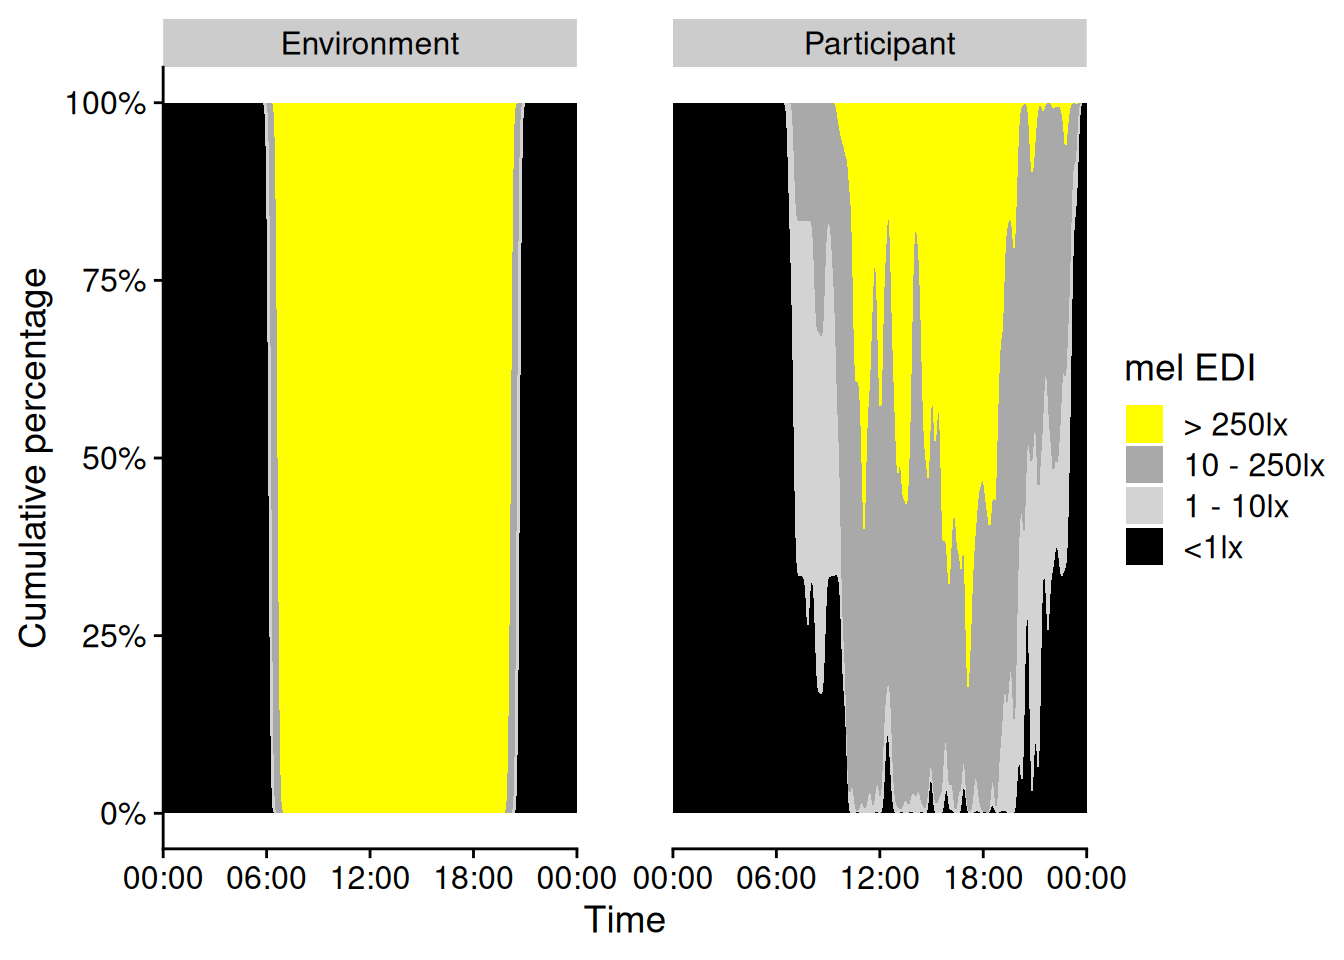 Environment
Participant
100%
75%
50%
25%
0%
Cumulative percentage
00:00 06:00 12:00 18:00 00:00
00:00 06:00 12:00 18:00 00:00
Time
mel EDI
> 250lx
10 - 250lx
1 - 10lx
<1lx